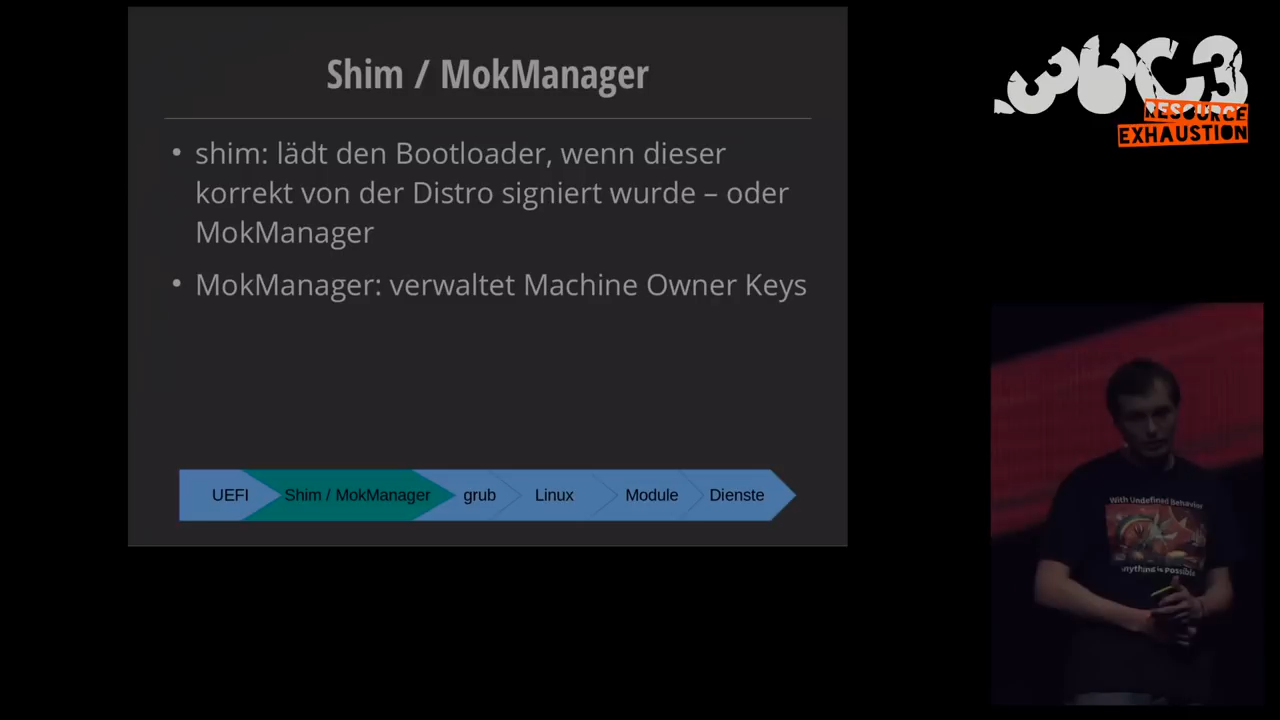 Shim / MokManager
• shim: lädt den Bootloader, wenn dieser
korrekt von der Distro signiert wurde – oder
MokManager
• MokManager: verwaltet Machine Owner Keys
UEFI
Shim / MokManager
grub
Linux
Module
Dienste
36C3
RESOURCE
EXHAUSTION
With Undefined Behavior
Anything is Possible